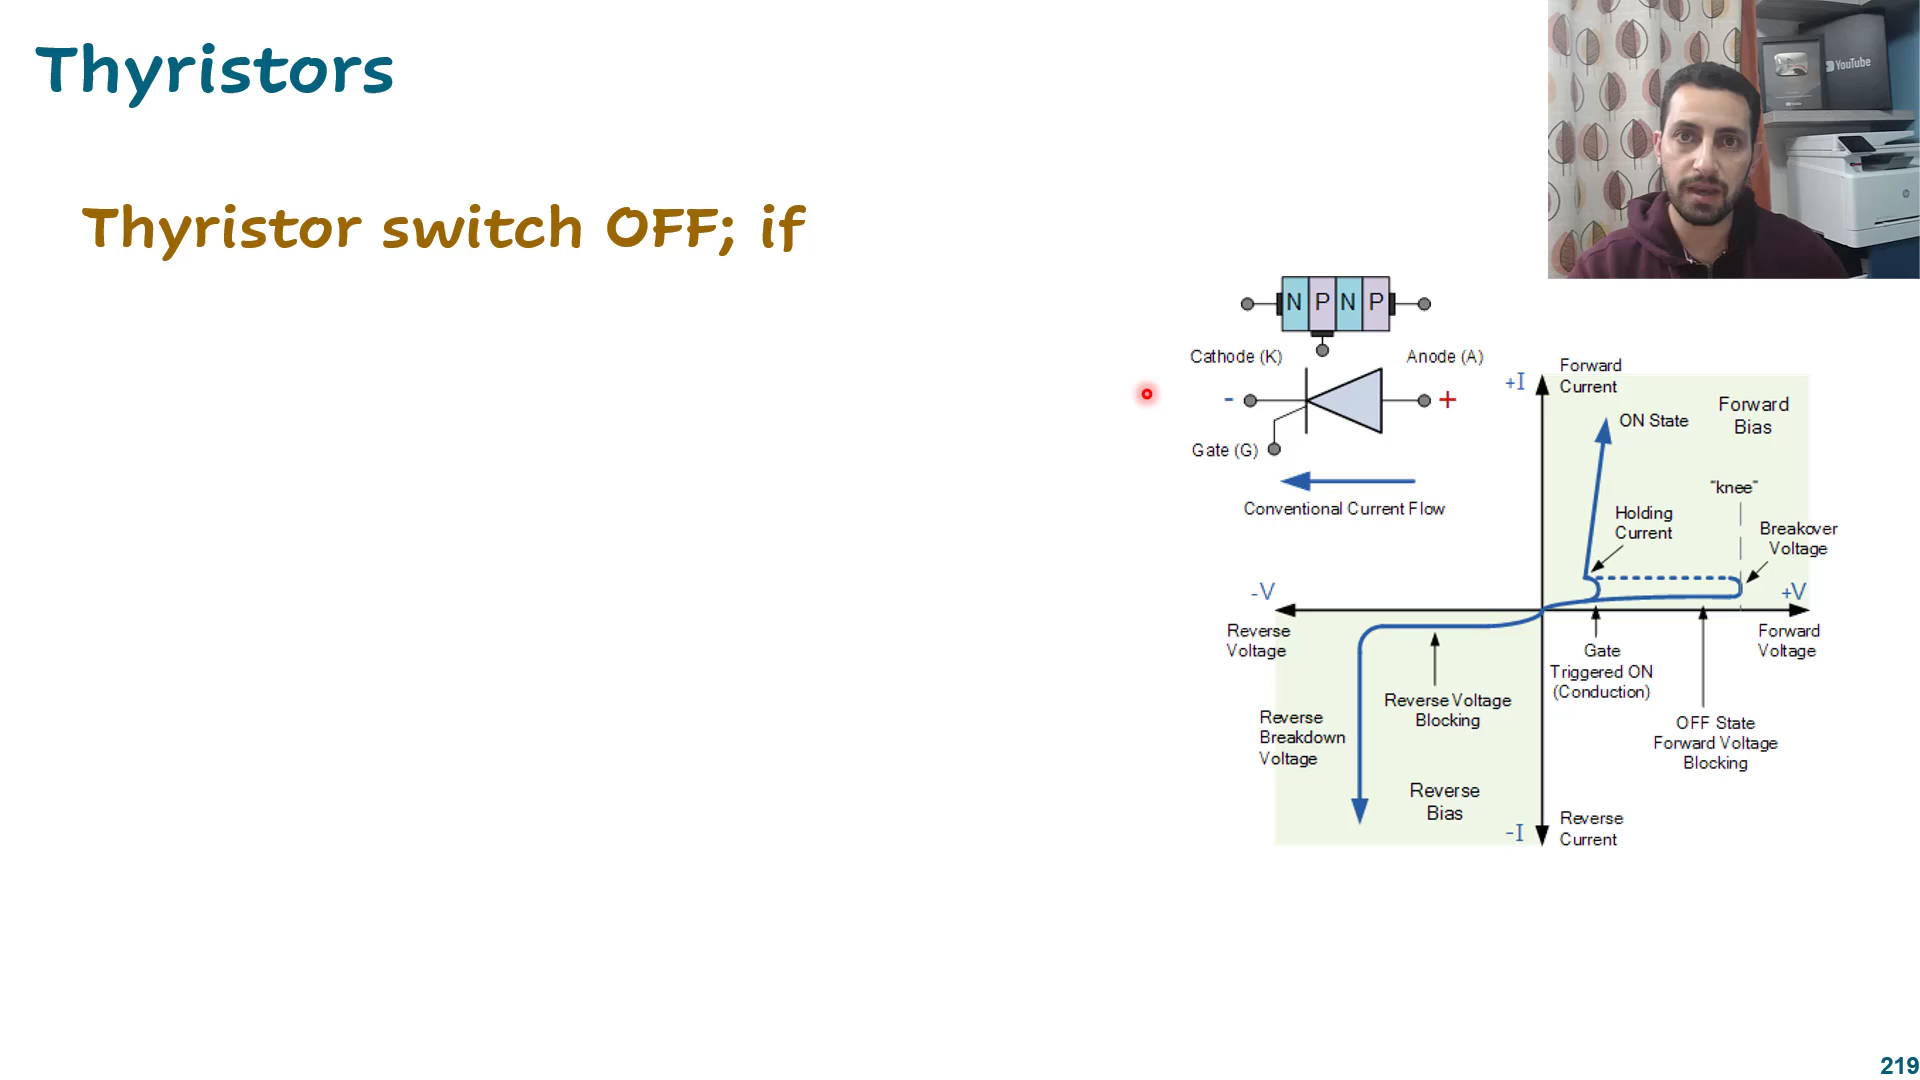 Thyristors
YouTube
Thyristor switch OFF; if
N P N P
Cathode (K)
Anode (A)
- +
Gate (G)
Conventional Current Flow
+I
Forward
Current
ON State
Forward
Bias
"knee"
Holding
Current
Breakover
Voltage
-V
+V
Reverse
Voltage
Forward
Voltage
Gate
Triggered ON
(Conduction)
Reverse Voltage
Blocking
OFF State
Forward Voltage
Blocking
Reverse
Breakdown
Voltage
Reverse
Bias
-I
Reverse
Current
219